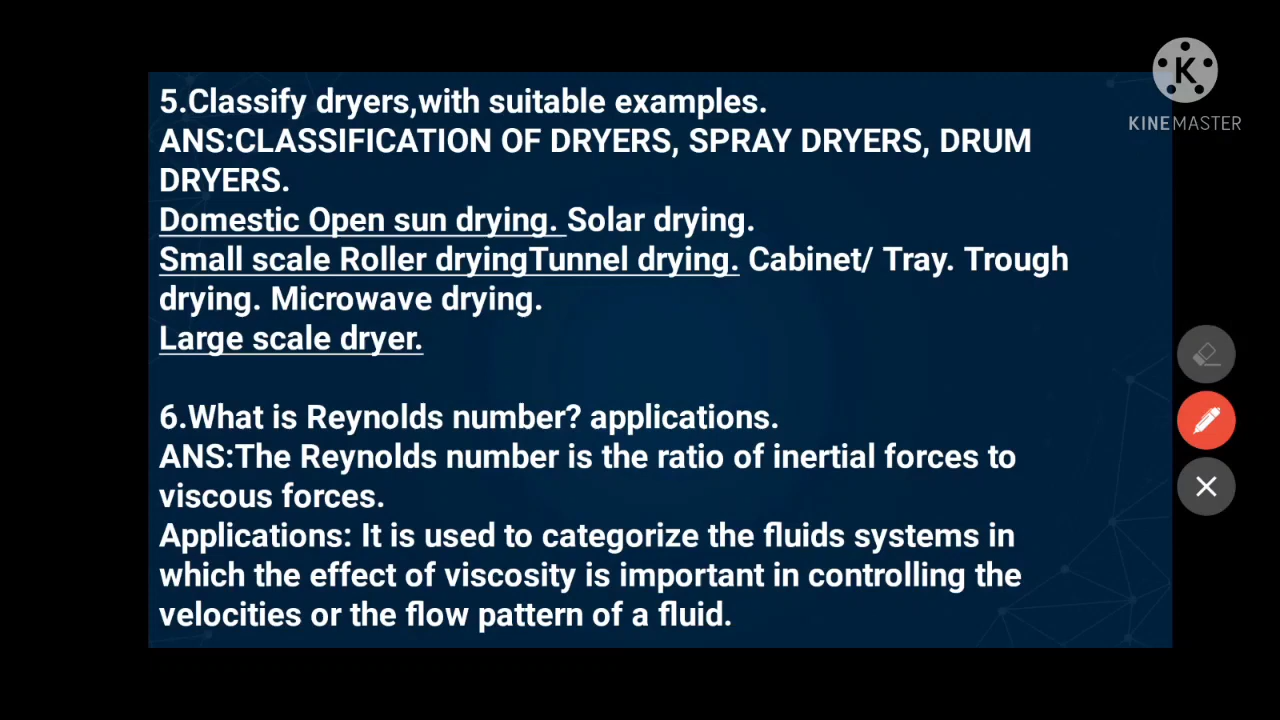 5.Classify dryers,with suitable examples.
ANS:CLASSIFICATION OF DRYERS, SPRAY DRYERS, DRUM
DRYERS.
Domestic Open sun drying. Solar drying.
Small scale Roller dryingTunnel drying. Cabinet/ Tray. Trough
drying. Microwave drying.
Large scale dryer.
6.What is Reynolds number? applications.
ANS:The Reynolds number is the ratio of inertial forces to
viscous forces.
Applications: It is used to categorize the fluids systems in
which the effect of viscosity is important in controlling the
velocities or the flow pattern of a fluid.
K
KINEMASTER